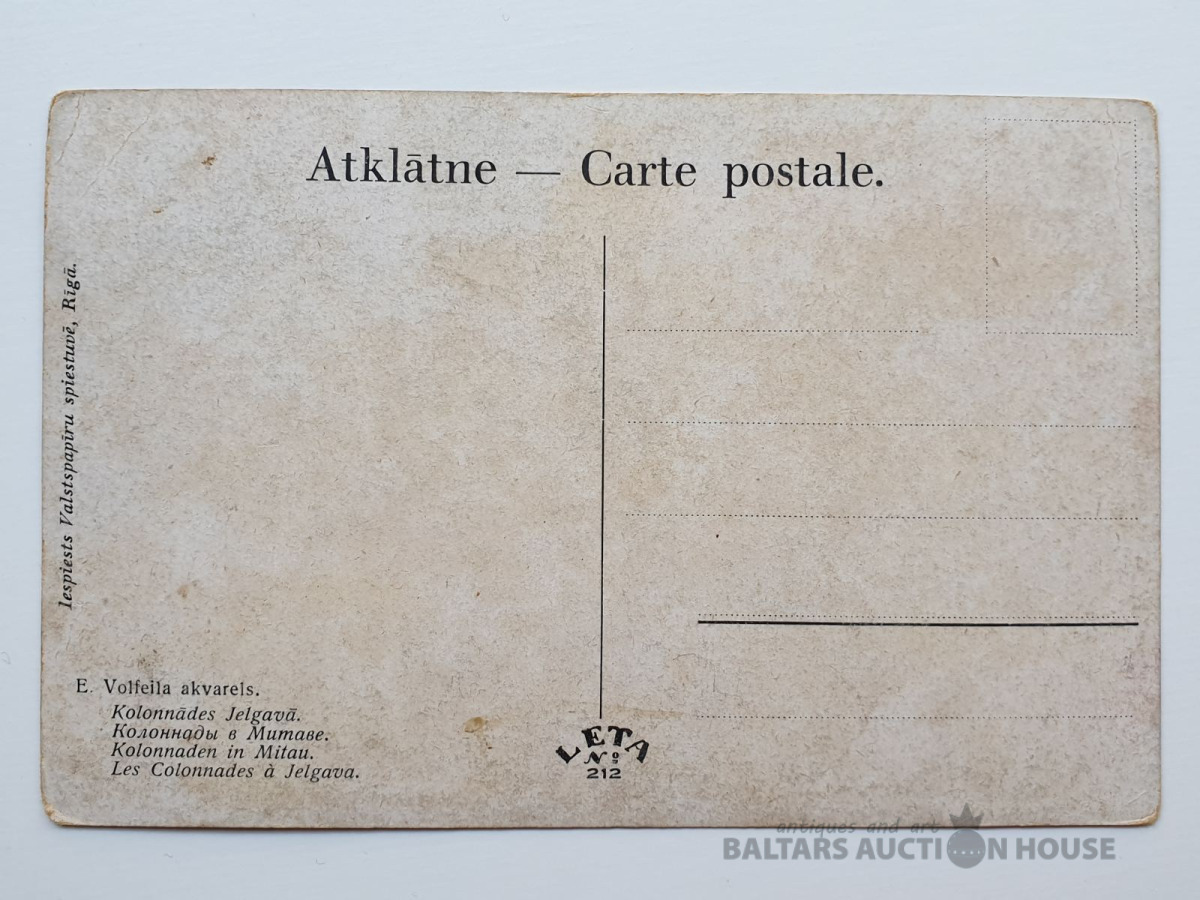 Atklātne — Carte postale.
Iespiests Valstspapīru spiestuvē, Rīgā.
E. Volfeila akvarels.
Kolonnādes Jelgavā.
Колоннады в Митаве.
Kolonnaden in Mitau.
Les Colonnades à Jelgava.
LETA
№
212
antiques and art
BALTARS AUCTION HOUSE